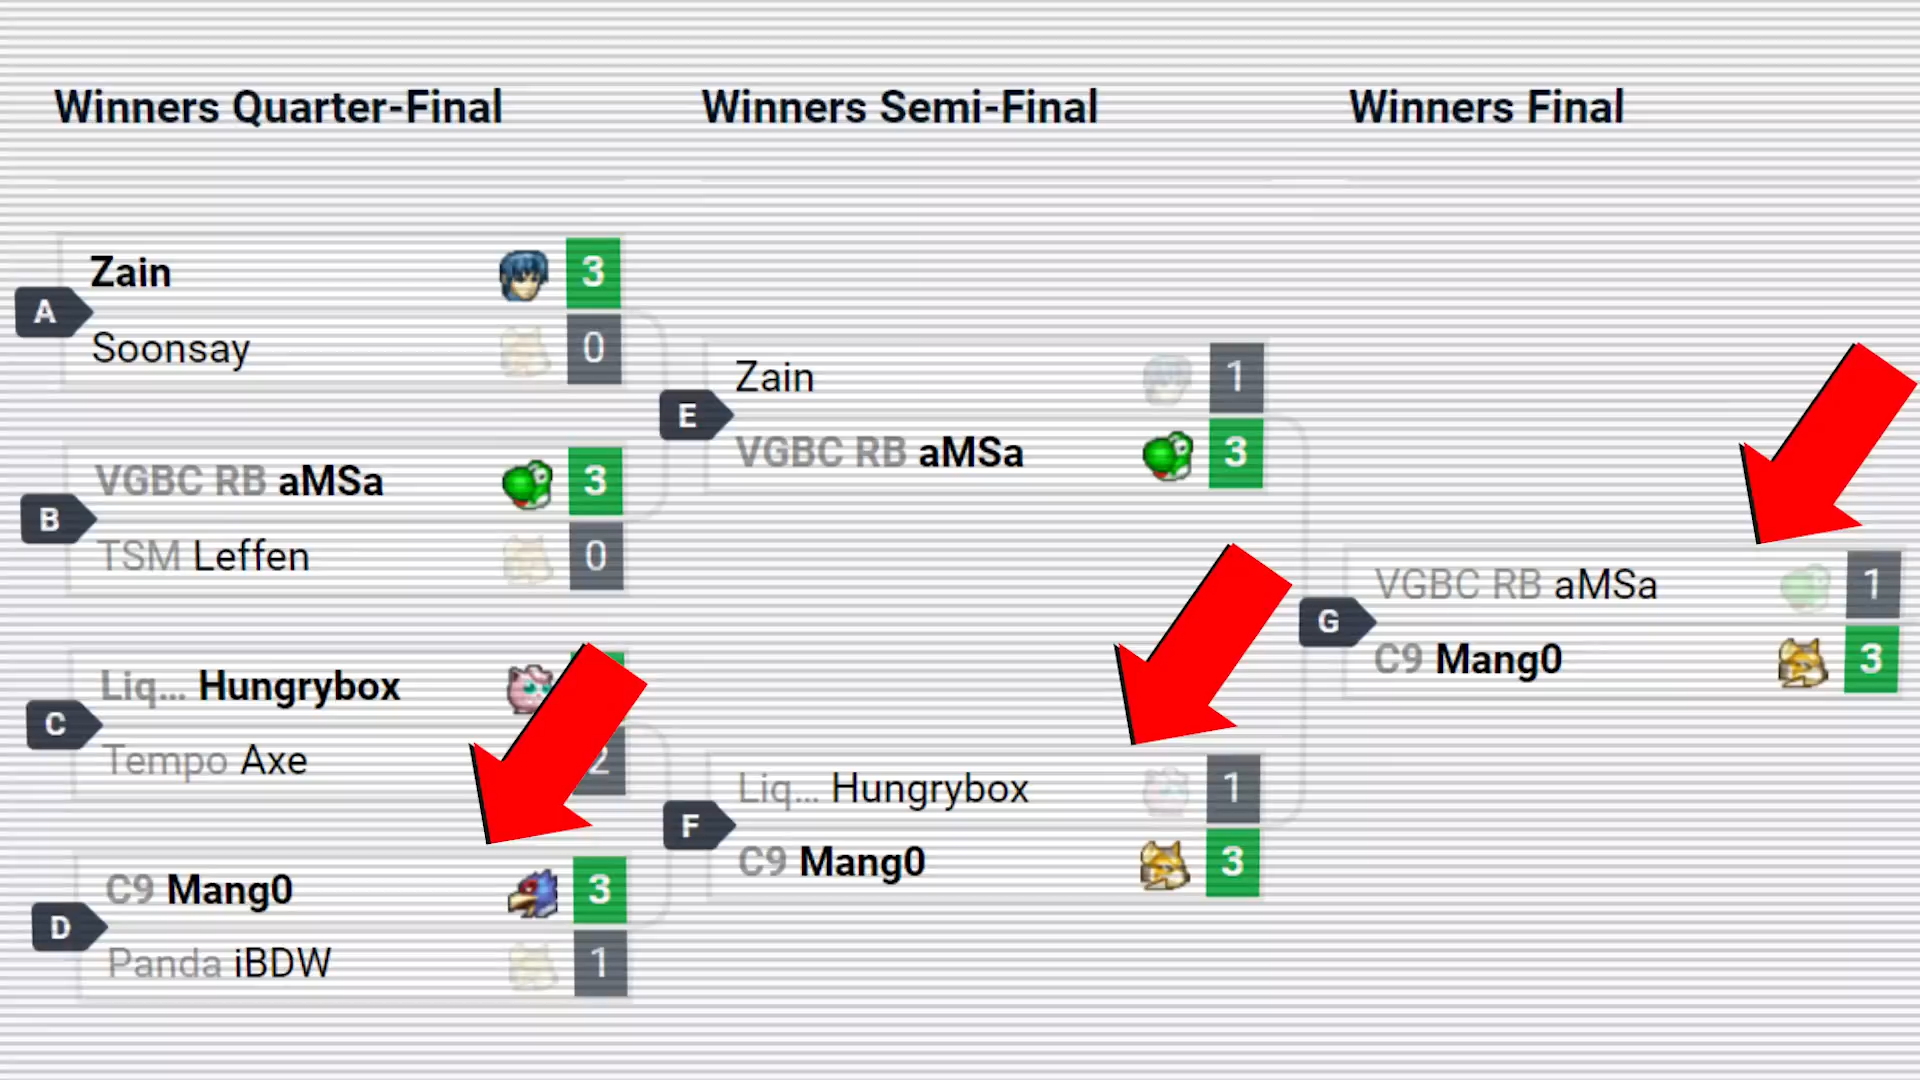 Winners Quarter-Final
Winners Semi-Final
Winners Final
A
Zain 3
Soonsay 0
B
VGBC RB aMSa 3
TSM Leffen 0
C
Liq... Hungrybox
Tempo Axe 2
D
C9 Mang0 3
Panda iBDW 1
E
Zain 1
VGBC RB aMSa 3
F
Liq... Hungrybox 1
C9 Mang0 3
G
VGBC RB aMSa 1
C9 Mang0 3